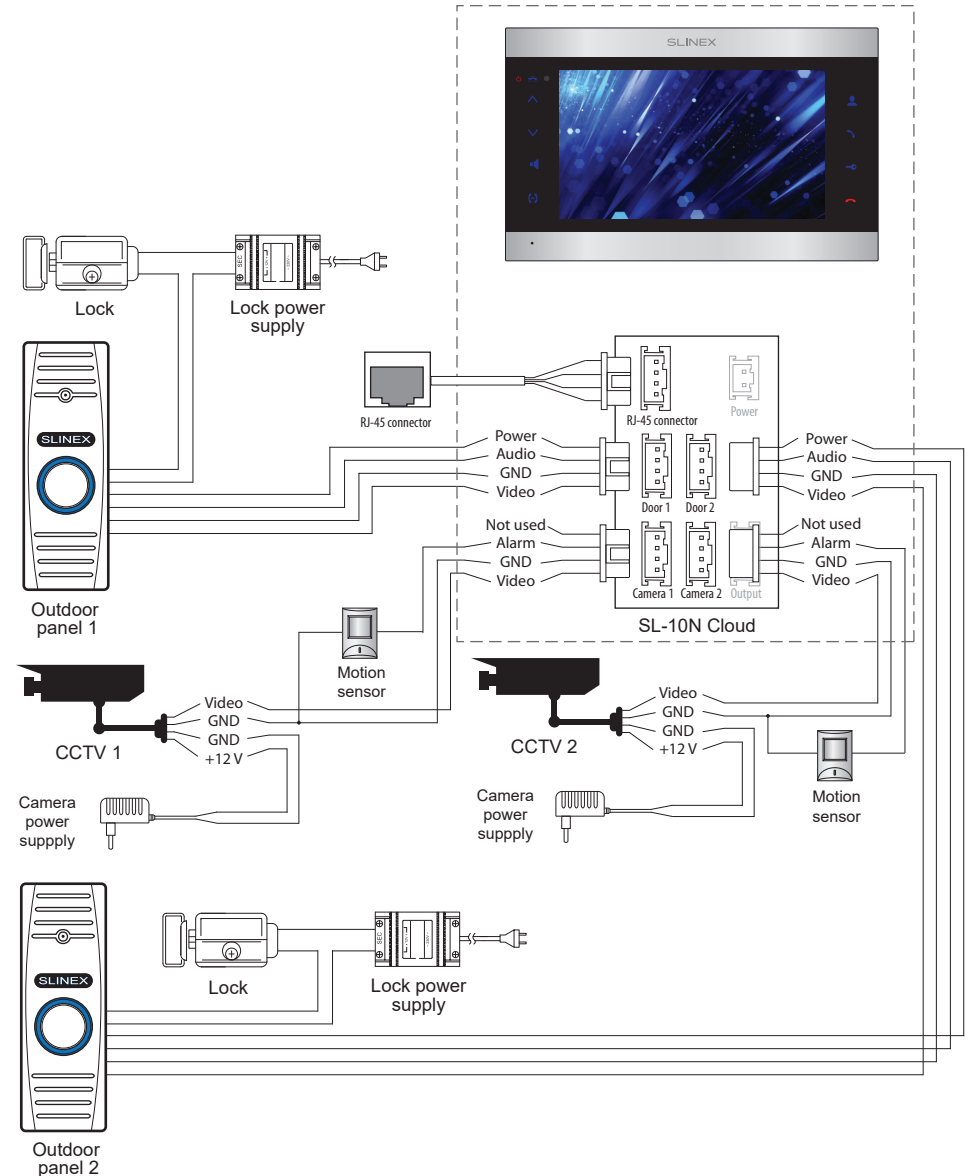 SLINEX
Lock
Lock power
supply
SEC
SLINEX
Outdoor
panel 1
RJ-45 connector
RJ-45 connector
Power
Power
Audio
GND
Video
Door 1
Door 2
Power
Audio
GND
Video
Not used
Alarm
GND
Video
Camera 1
Camera 2
Output
Not used
Alarm
GND
Video
SL-10N Cloud
Motion
sensor
Video
GND
GND
+12 V
CCTV 1
Camera
power
suppply
Video
GND
GND
+12 V
CCTV 2
Camera
power
suppply
Motion
sensor
Lock
Lock power
supply
SEC
SLINEX
Outdoor
panel 2